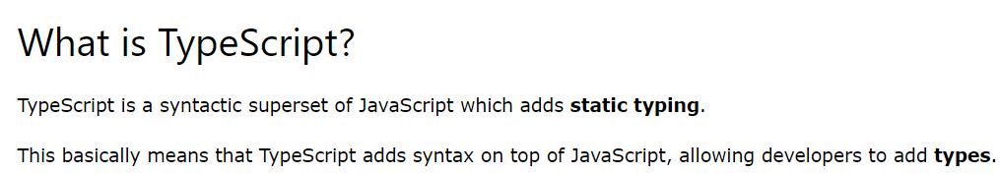 What is TypeScript?
TypeScript is a syntactic superset of JavaScript which adds static typing.
This basically means that TypeScript adds syntax on top of JavaScript, allowing developers to add types.